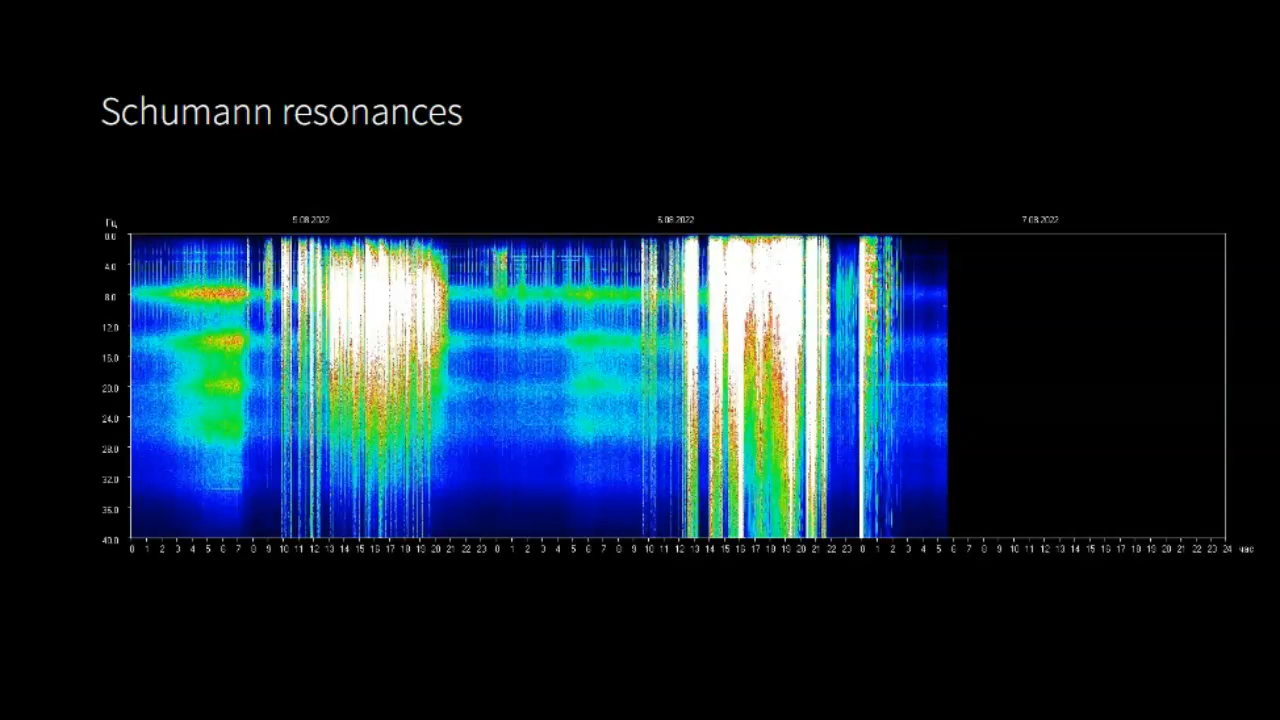 Schumann resonances
5.08.2022 6.08.2022 7.08.2022
Гц
0.0
4.0
8.0
12.0
16.0
20.0
24.0
28.0
32.0
36.0
40.0
0 1 2 3 4 5 6 7 8 9 10 11 12 13 14 15 16 17 18 19 20 21 22 23 0 1 2 3 4 5 6 7 8 9 10 11 12 13 14 15 16 17 18 19 20 21 22 23 0 1 2 3 4 5 6 7 8 9 10 11 12 13 14 15 16 17 18 19 20 21 22 23 24 час